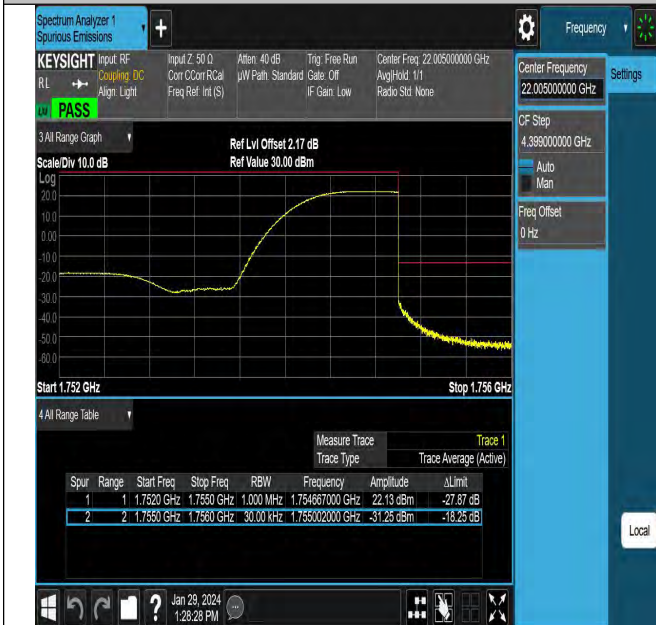 Spectrum Analyzer 1
Spurious Emissions
+
Frequency
KEYSIGHT
Input: RF
Input Z: 50 Ω
Atten: 40 dB
Trig: Free Run
Center Freq: 22.005000000 GHz
RL
Coupling: DC
Corr CCorr RCal
µW Path: Standard
Gate: Off
Avg|Hold: 1/1
Align: Light
Freq Ref: Int (S)
IF Gain: Low
Radio Std: None
PASS
Center Frequency
22.005000000 GHz
Settings
CF Step
4.399000000 GHz
Auto
Man
Freq Offset
0 Hz
3 All Range Graph
Ref Lvl Offset 2.17 dB
Scale/Div 10.0 dB
Ref Value 30.00 dBm
Log
20.0
10.0
0.00
-10.0
-20.0
-30.0
-40.0
-50.0
-60.0
Start 1.752 GHz
Stop 1.756 GHz
4 All Range Table
Measure Trace Trace 1
Trace Type Trace Average (Active)
Spur Range Start Freq Stop Freq RBW Frequency Amplitude ΔLimit
1 1 1.7520 GHz 1.7550 GHz 1.000 MHz 1.754667000 GHz 22.13 dBm -27.87 dB
2 2 1.7550 GHz 1.7560 GHz 30.00 kHz 1.755002000 GHz -31.25 dBm -18.25 dB
Local
?
Jan 29, 2024
1:28:28 PM